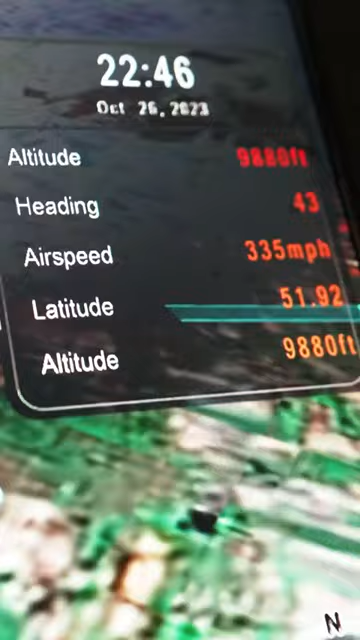 22:46
Oct 26, 2023
Altitude 9880ft
Heading 43
Airspeed 335mph
Latitude 51.92
Altitude 9880ft
N